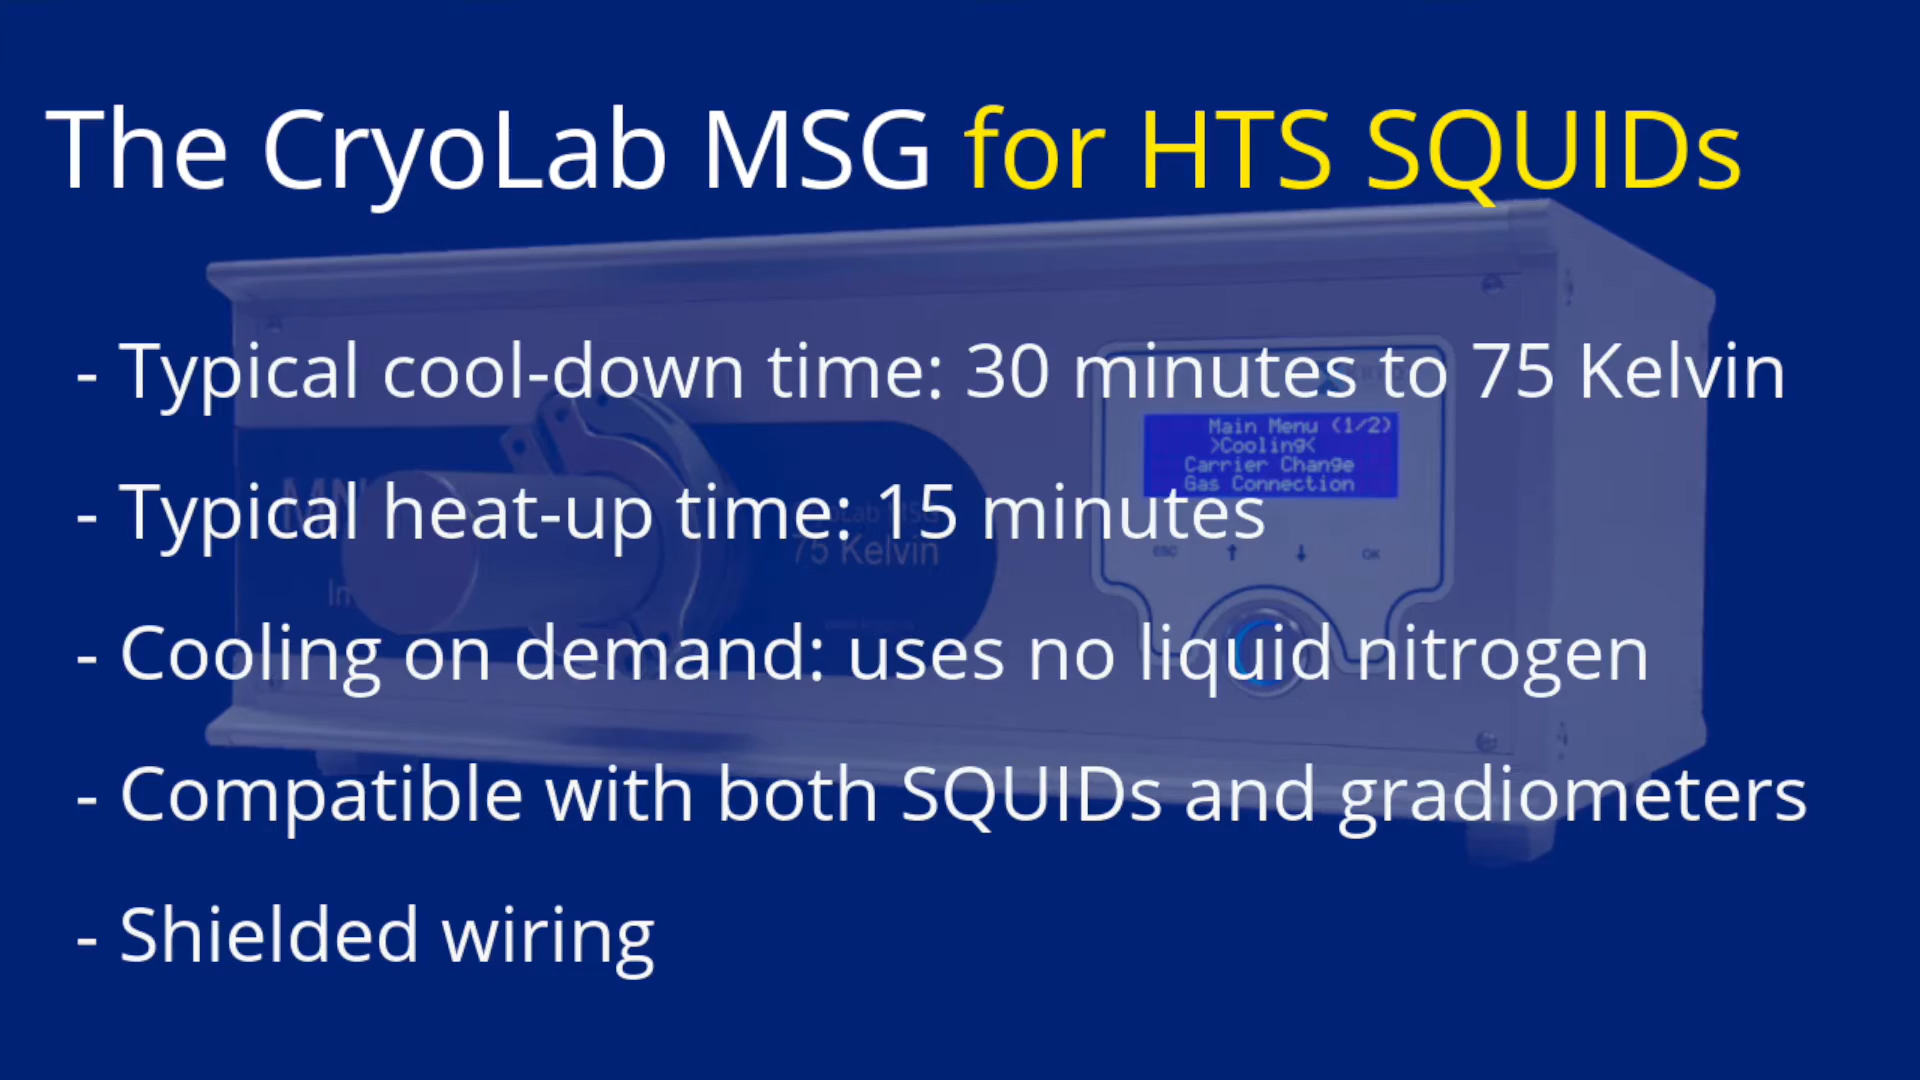 The CryoLab MSG for HTS SQUIDs
- Typical cool-down time: 30 minutes to 75 Kelvin
Main Menu (1/2)
>Cooling<
Carrier Change
Gas Connection
- Typical heat-up time: 15 minutes
75 Kelvin
ESC ↑ ↓ OK
- Cooling on demand: uses no liquid nitrogen
- Compatible with both SQUIDs and gradiometers
- Shielded wiring